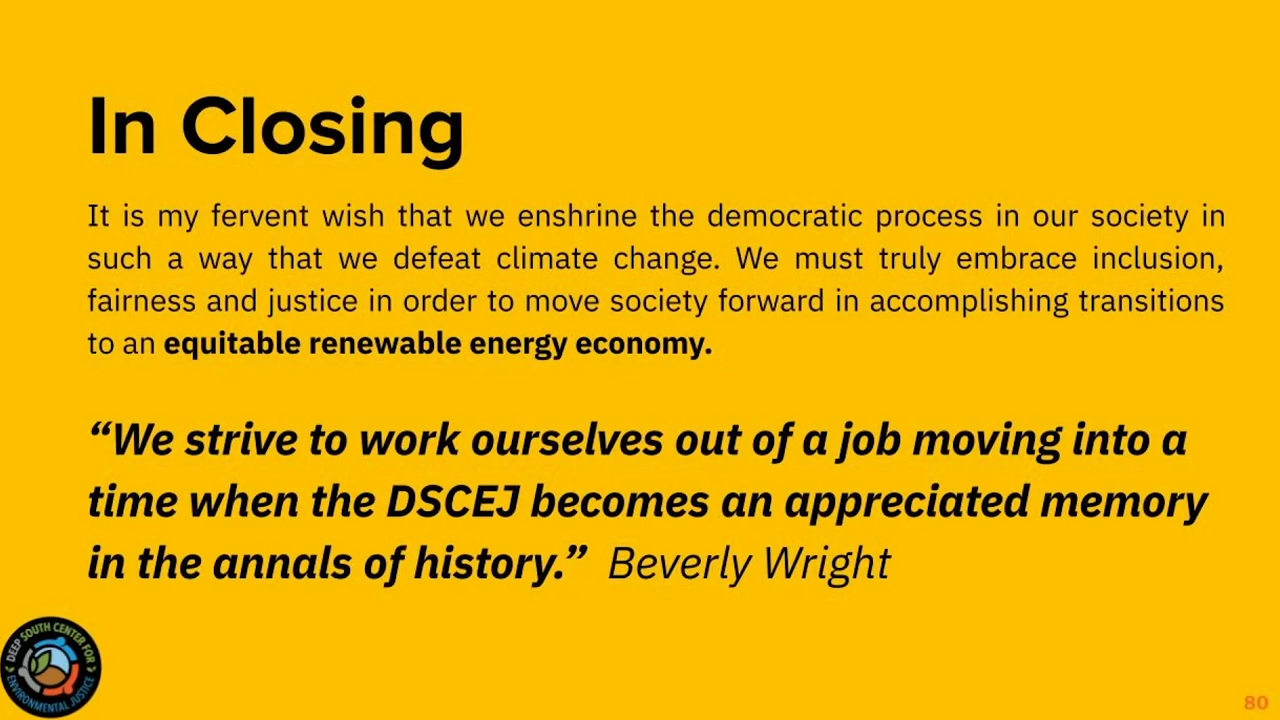 In Closing
It is my fervent wish that we enshrine the democratic process in our society in
such a way that we defeat climate change. We must truly embrace inclusion,
fairness and justice in order to move society forward in accomplishing transitions
to an equitable renewable energy economy.
“We strive to work ourselves out of a job moving into a
time when the DSCEJ becomes an appreciated memory
in the annals of history.” Beverly Wright
DEEP SOUTH CENTER FOR
ENVIRONMENTAL JUSTICE
80